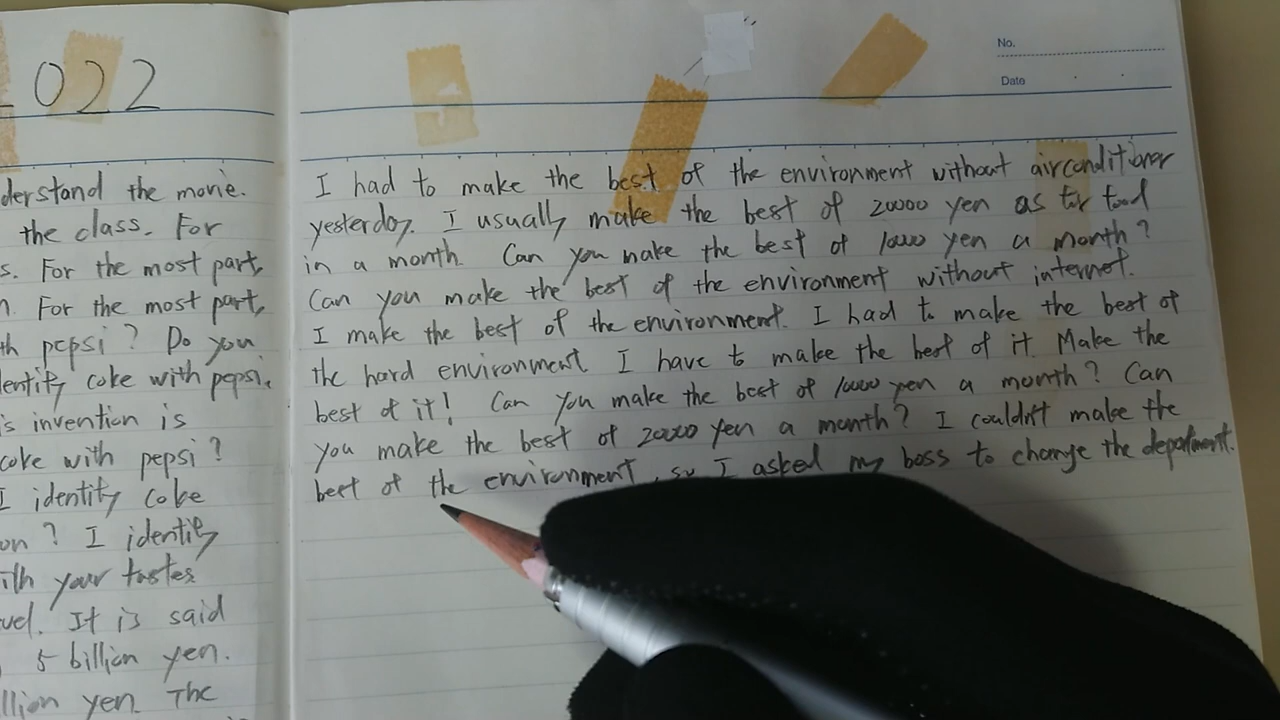 022
derstand the movie.
the class. For
s. For the most part,
n. For the most part,
th pepsi? Do you
dentify coke with pepsi.
is invention is
coke with pepsi?
I identify coke
on? I identify
ith your tastes
vel. It is said
5 billion yen.
llion yen. The
No.
Date
I had to make the best of the environment without airconditioner
yesterday. I usually make the best of 20000 yen as for food
in a month. Can you make the best of 10000 yen a month?
Can you make the best of the environment without internet.
I make the best of the environment. I had to make the best of
the hard environment. I have to make the best of it. Make the
best of it! Can you make the best of 10000 yen a month? Can
you make the best of 20000 yen a month? I couldn't make the
best of the environment, so I asked my boss to change the department.